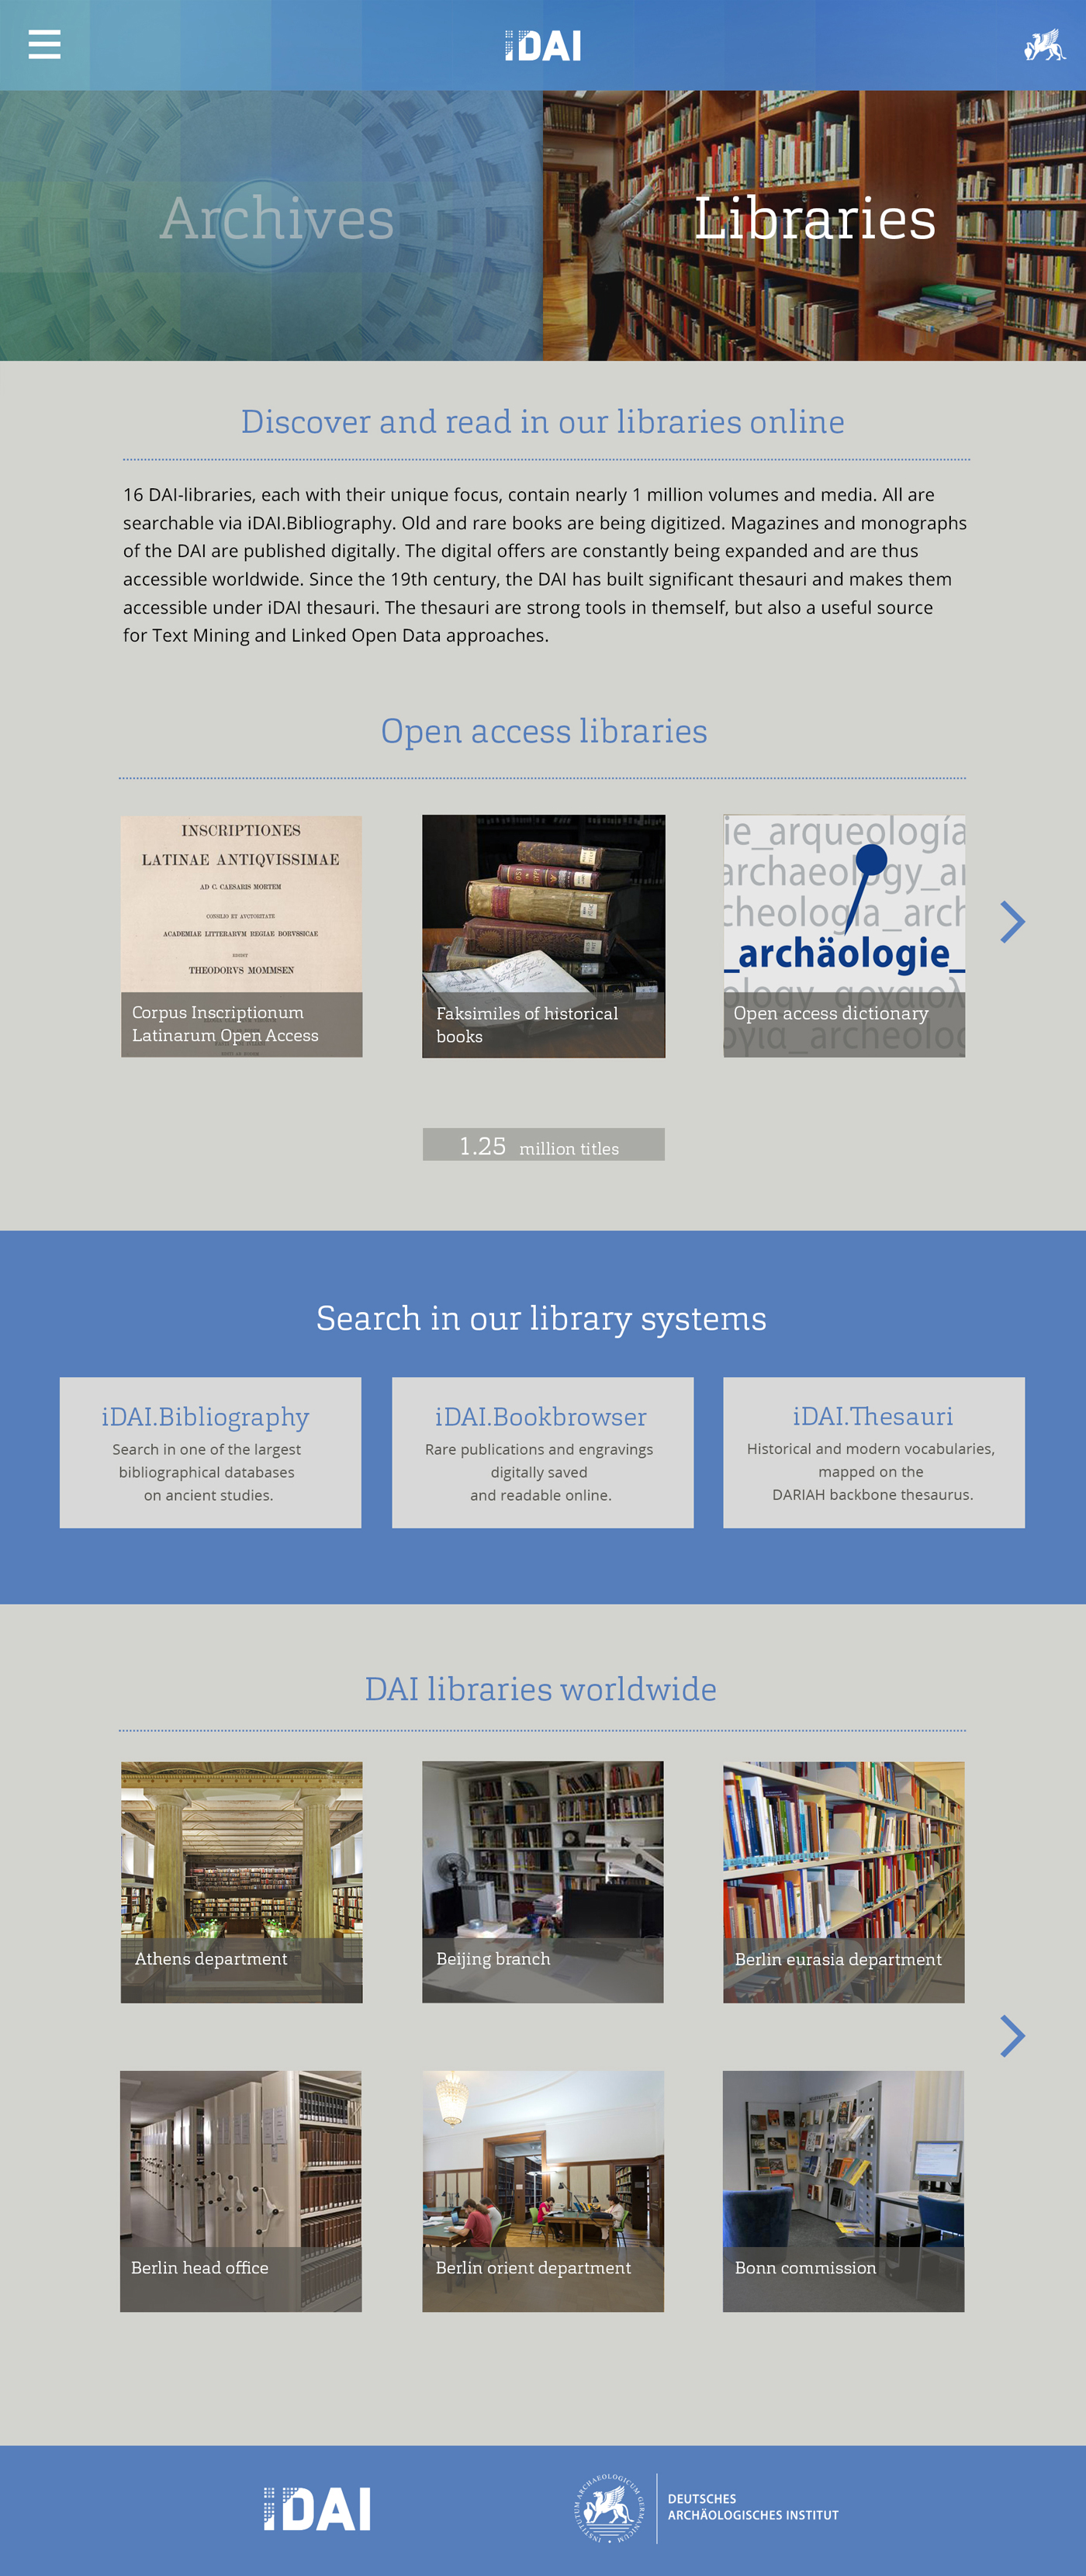 iDAI
Archives
Libraries
Discover and read in our libraries online
16 DAI-libraries, each with their unique focus, contain nearly 1 million volumes and media. All are
searchable via iDAI.Bibliography. Old and rare books are being digitized. Magazines and monographs
of the DAI are published digitally. The digital offers are constantly being expanded and are thus
accessible worldwide. Since the 19th century, the DAI has built significant thesauri and makes them
accessible under iDAI thesauri. The thesauri are strong tools in themself, but also a useful source
for Text Mining and Linked Open Data approaches.
Open access libraries
INSCRIPTIONES
LATINAE ANTIQVISSIMAE
AD C. CAESARIS MORTEM
CONSILIO ET AVCTORITATE
ACADEMIAE LITTERARVM REGIAE BORVSSICAE
EDIDIT
THEODORVS MOMMSEN
Corpus Inscriptionum
Latinarum Open Access
Faksimiles of historical
books
ie_arqueología
archaeology_ar
cheologia_arch
_archäologie_
ology_αρχαιολ
ογία_archeolog
Open access dictionary
1.25 million titles
Search in our library systems
iDAI.Bibliography
Search in one of the largest
bibliographical databases
on ancient studies.
iDAI.Bookbrowser
Rare publications and engravings
digitally saved
and readable online.
iDAI.Thesauri
Historical and modern vocabularies,
mapped on the
DARIAH backbone thesaurus.
DAI libraries worldwide
Athens department
Beijing branch
Berlin eurasia department
Berlin head office
Berlin orient department
Bonn commission
iDAI
INSTITUTUM ARCHAEOLOGICUM GERMANICUM
DEUTSCHES
ARCHÄOLOGISCHES INSTITUT